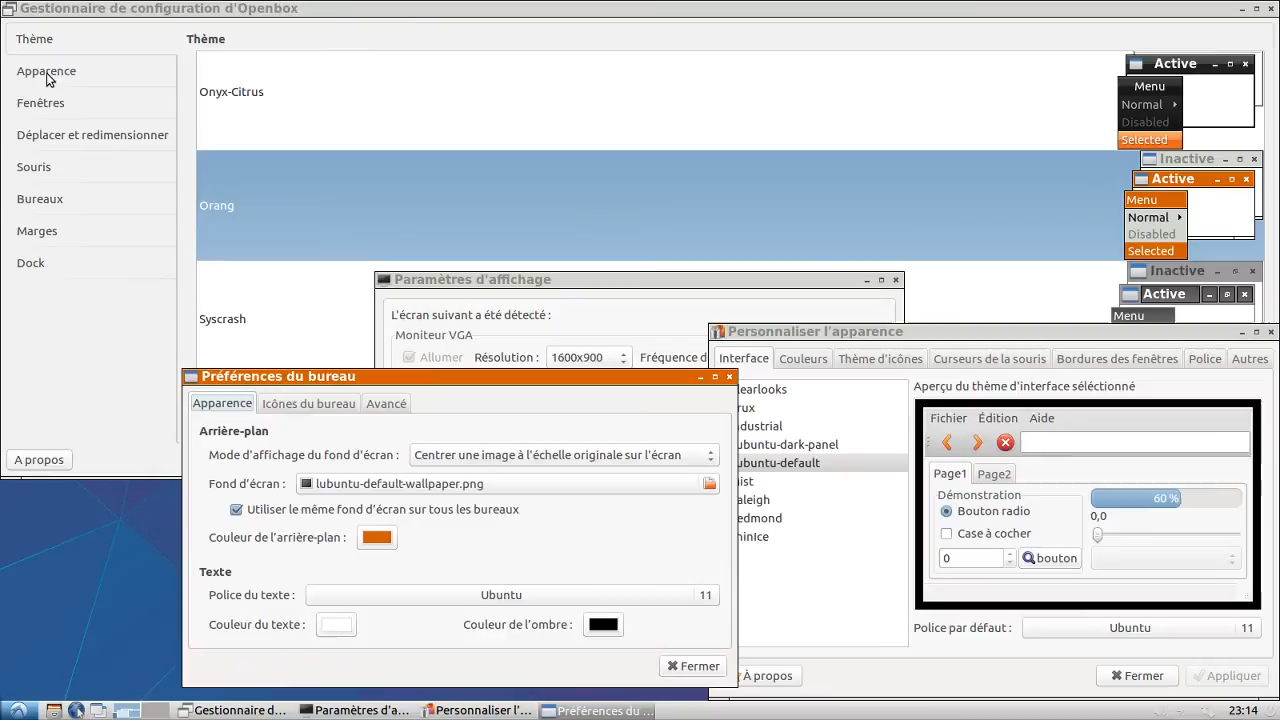 Gestionnaire de configuration d'Openbox
Thème
Apparence
Fenêtres
Déplacer et redimensionner
Souris
Bureaux
Marges
Dock
A propos
Thème
Onyx-Citrus
Active
Menu
Normal
Disabled
Selected
Orang
Inactive
Active
Menu
Normal
Disabled
Selected
Syscrash
Inactive
Active
Menu
Paramètres d'affichage
L'écran suivant a été détecté :
Moniteur VGA
Allumer Résolution : 1600x900 Fréquence d
Personnaliser l'apparence
Interface Couleurs Thème d'icônes Curseurs de la souris Bordures des fenêtres Police Autres
learlooks
rux
ndustrial
ubuntu-dark-panel
ubuntu-default
ist
aleigh
edmond
hinIce
Aperçu du thème d'interface séléctionné
Fichier Édition Aide
Page1 Page2
Démonstration
Bouton radio
Case à cocher
0 bouton
60 %
0,0
Police par défaut : Ubuntu 11
À propos Fermer Appliquer
Préférences du bureau
Apparence Icônes du bureau Avancé
Arrière-plan
Mode d'affichage du fond d'écran : Centrer une image à l'échelle originale sur l'écran
Fond d'écran : lubuntu-default-wallpaper.png
Utiliser le même fond d'écran sur tous les bureaux
Couleur de l'arrière-plan :
Texte
Police du texte : Ubuntu 11
Couleur du texte : Couleur de l'ombre :
Fermer
Gestionnaire d... Paramètres d'a... Personnaliser l'... Préférences du ... 23:14